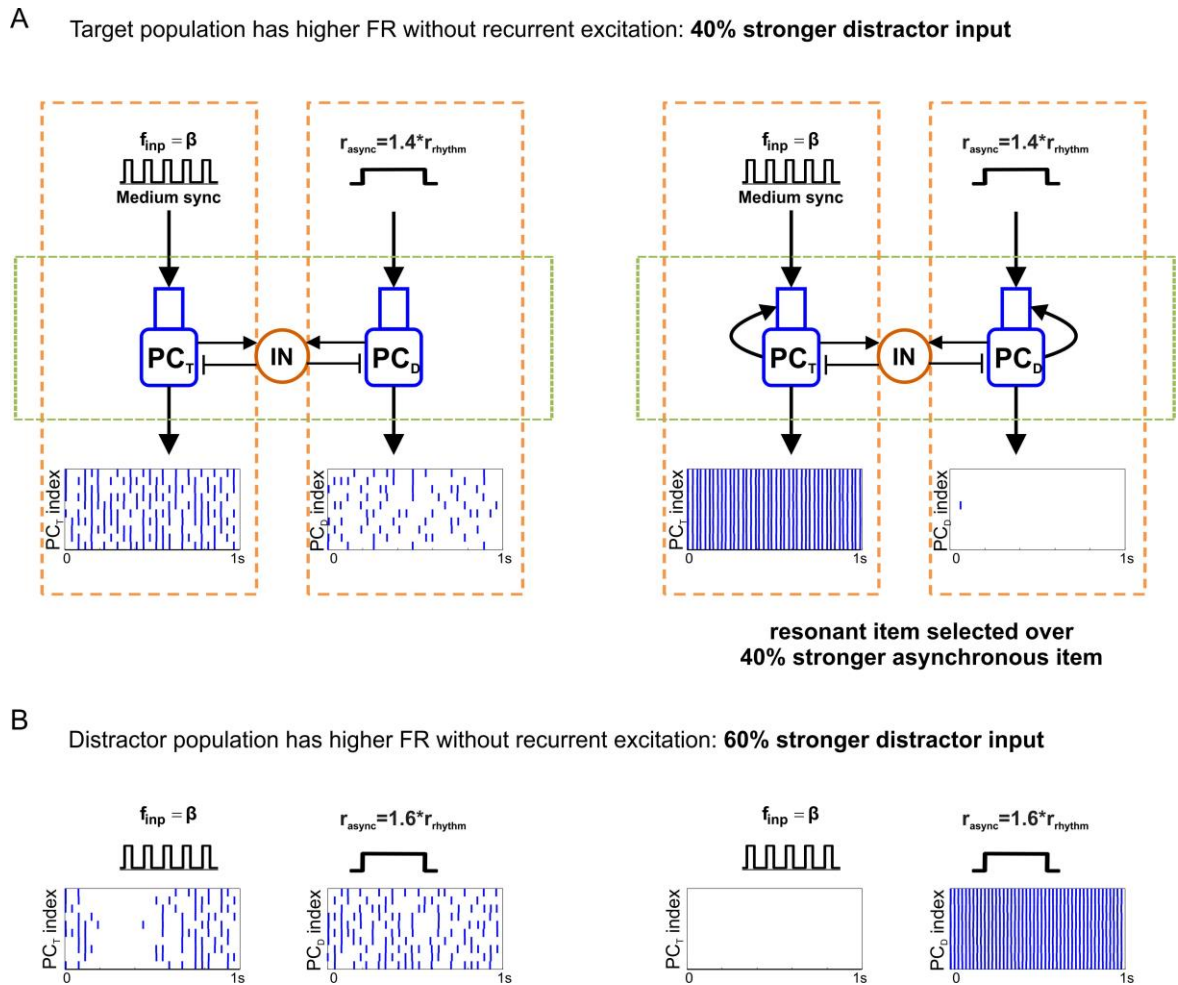 A
Target population has higher FR without recurrent excitation: 40% stronger distractor input
f_inp = β
r_async=1.4*r_rhythm
f_inp = β
r_async=1.4*r_rhythm
Medium sync
Medium sync
PC_T
IN
PC_D
PC_T
IN
PC_D
PC_T index
PC_D index
PC_T index
PC_D index
0 1s
0 1s
0 1s
0 1s
resonant item selected over
40% stronger asynchronous item
B
Distractor population has higher FR without recurrent excitation: 60% stronger distractor input
f_inp = β
r_async=1.6*r_rhythm
f_inp = β
r_async=1.6*r_rhythm
PC_T index
PC_D index
PC_T index
PC_D index
0 1s
0 1s
0 1s
0 1s